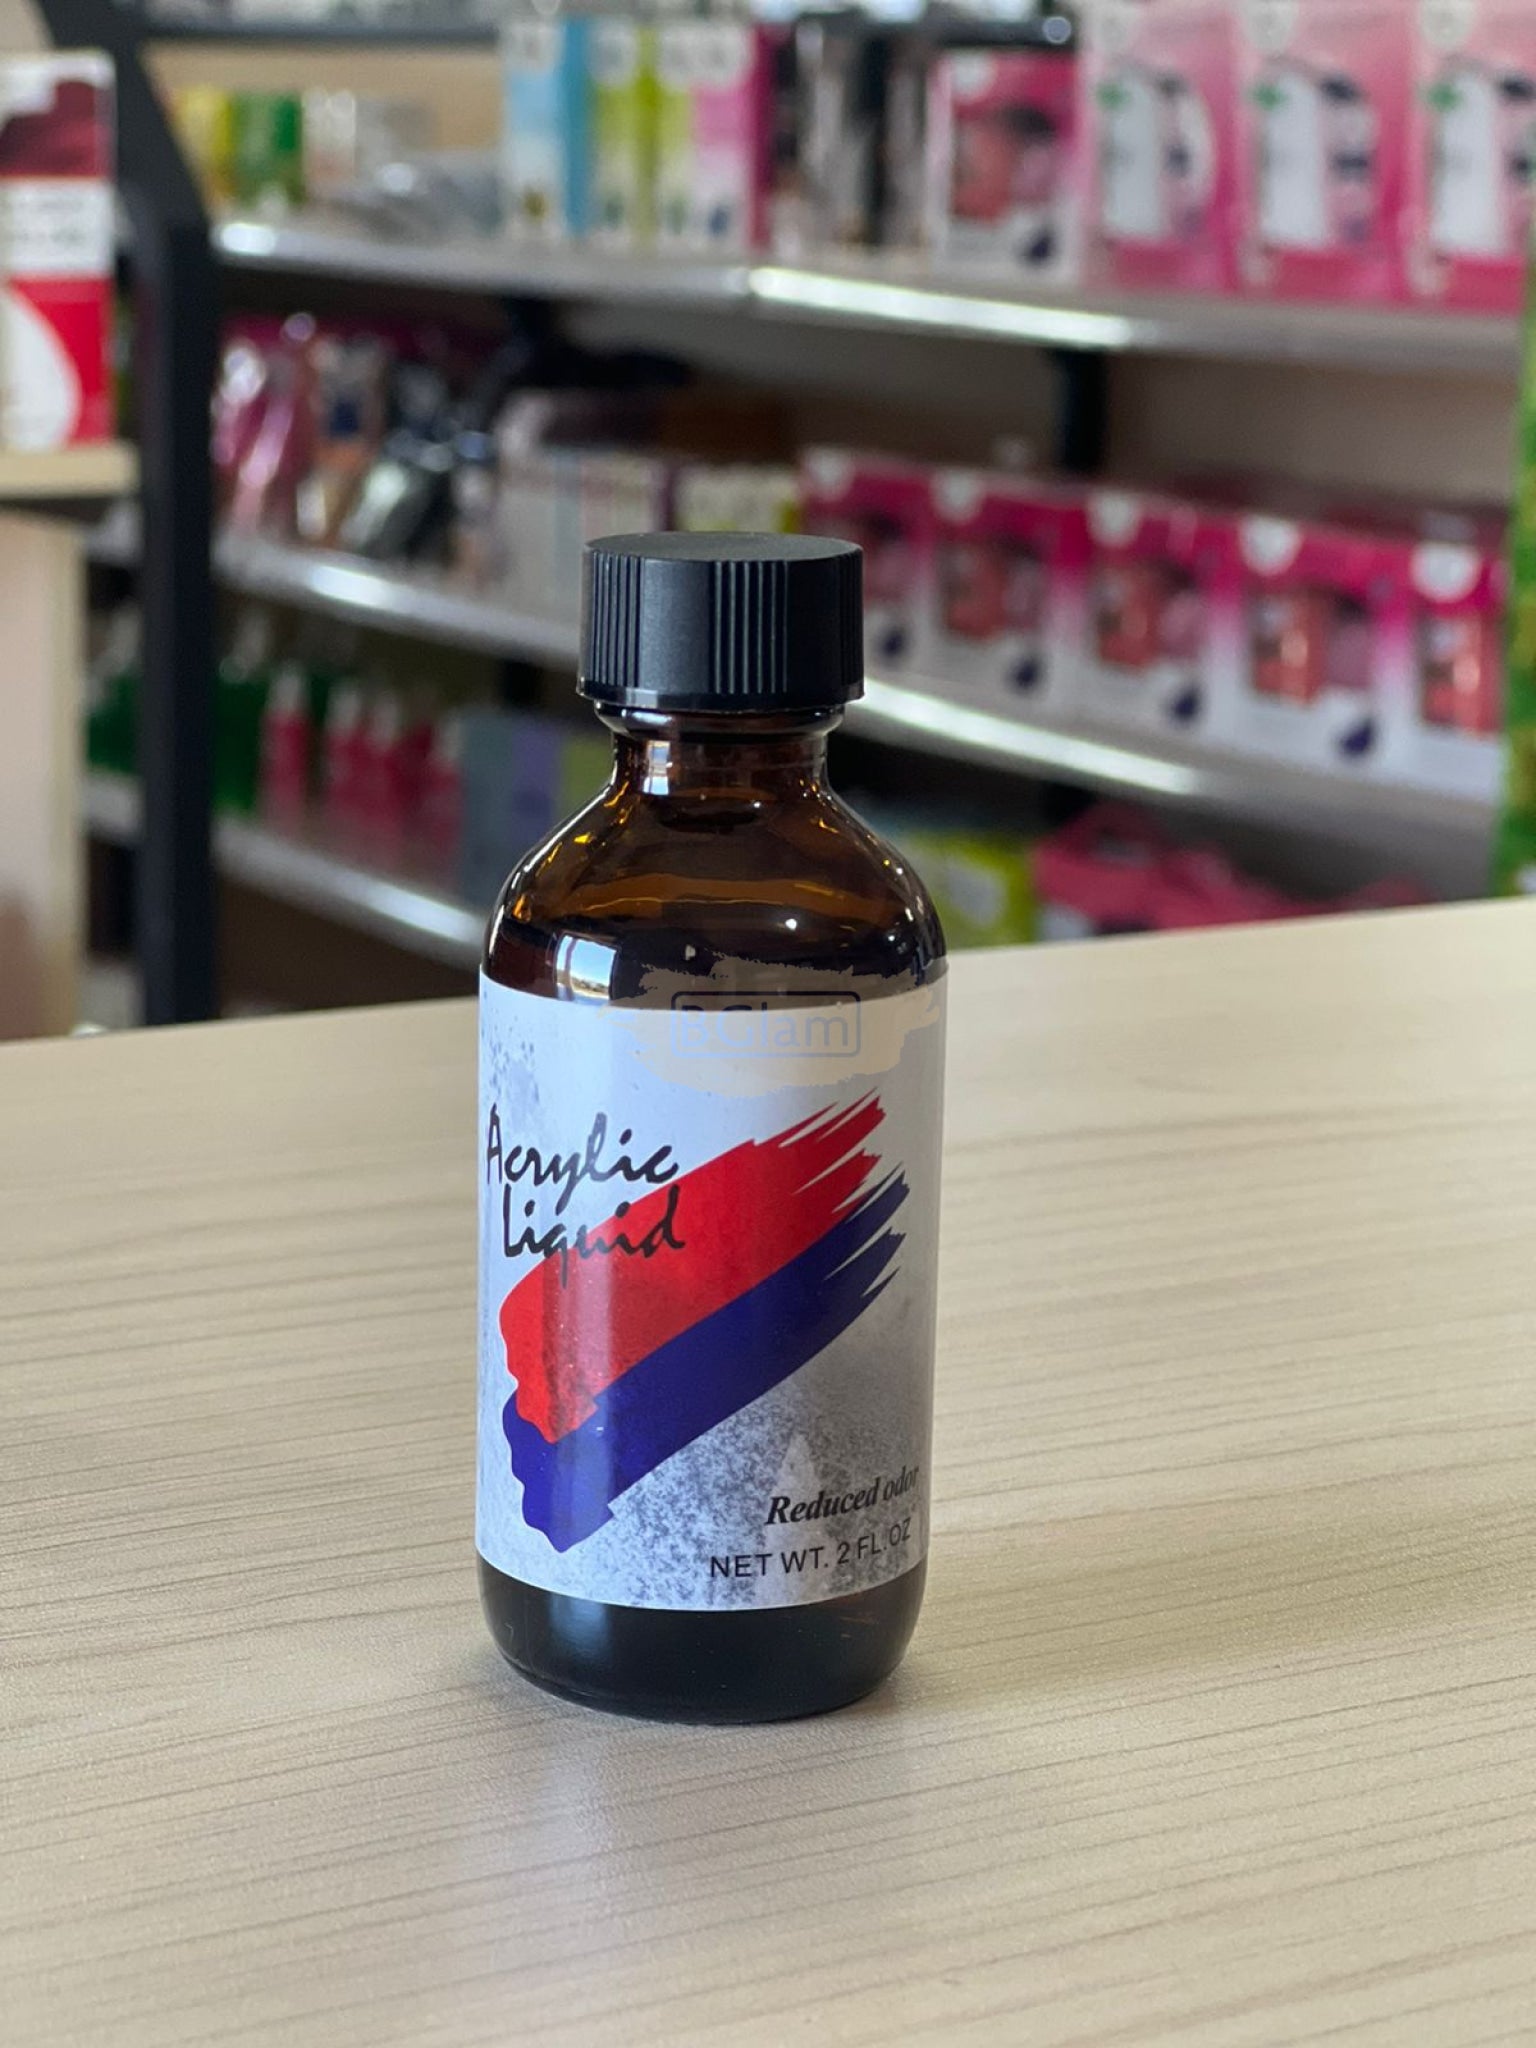 BGlam
Acrylic
Liquid
Reduced odor
NET WT. 2 FL.OZ